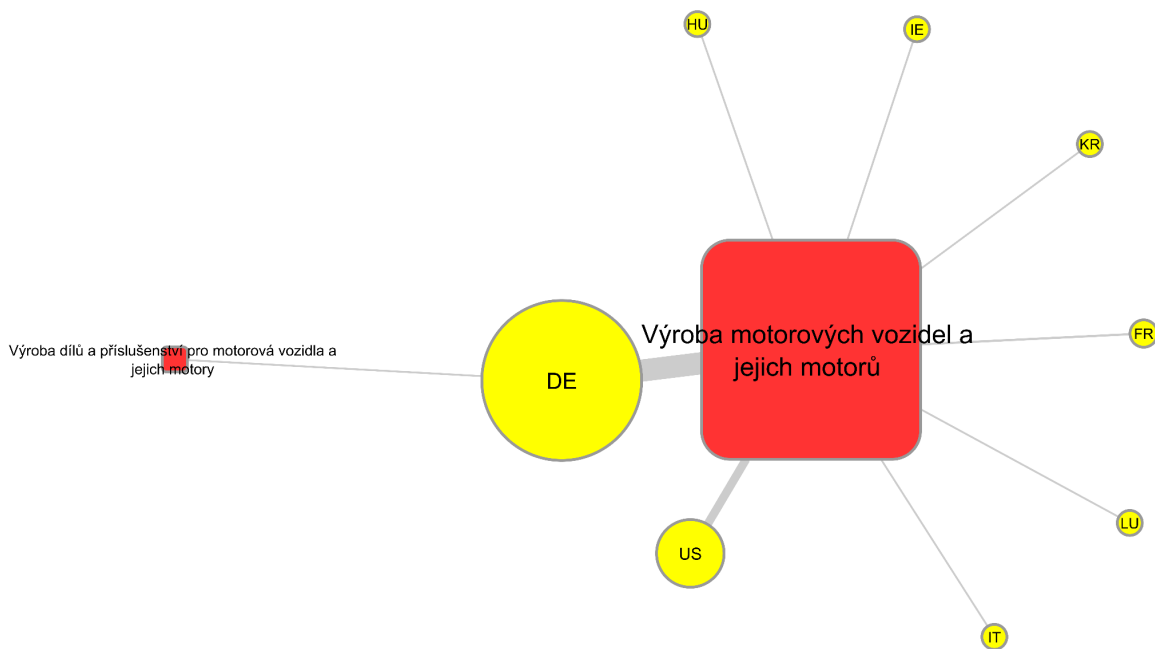 HU
IE
KR
Výroba motorových vozidel a
jejich motorů
FR
Výroba dílů a příslušenství pro motorová vozidla a
jejich motory
DE
LU
US
IT